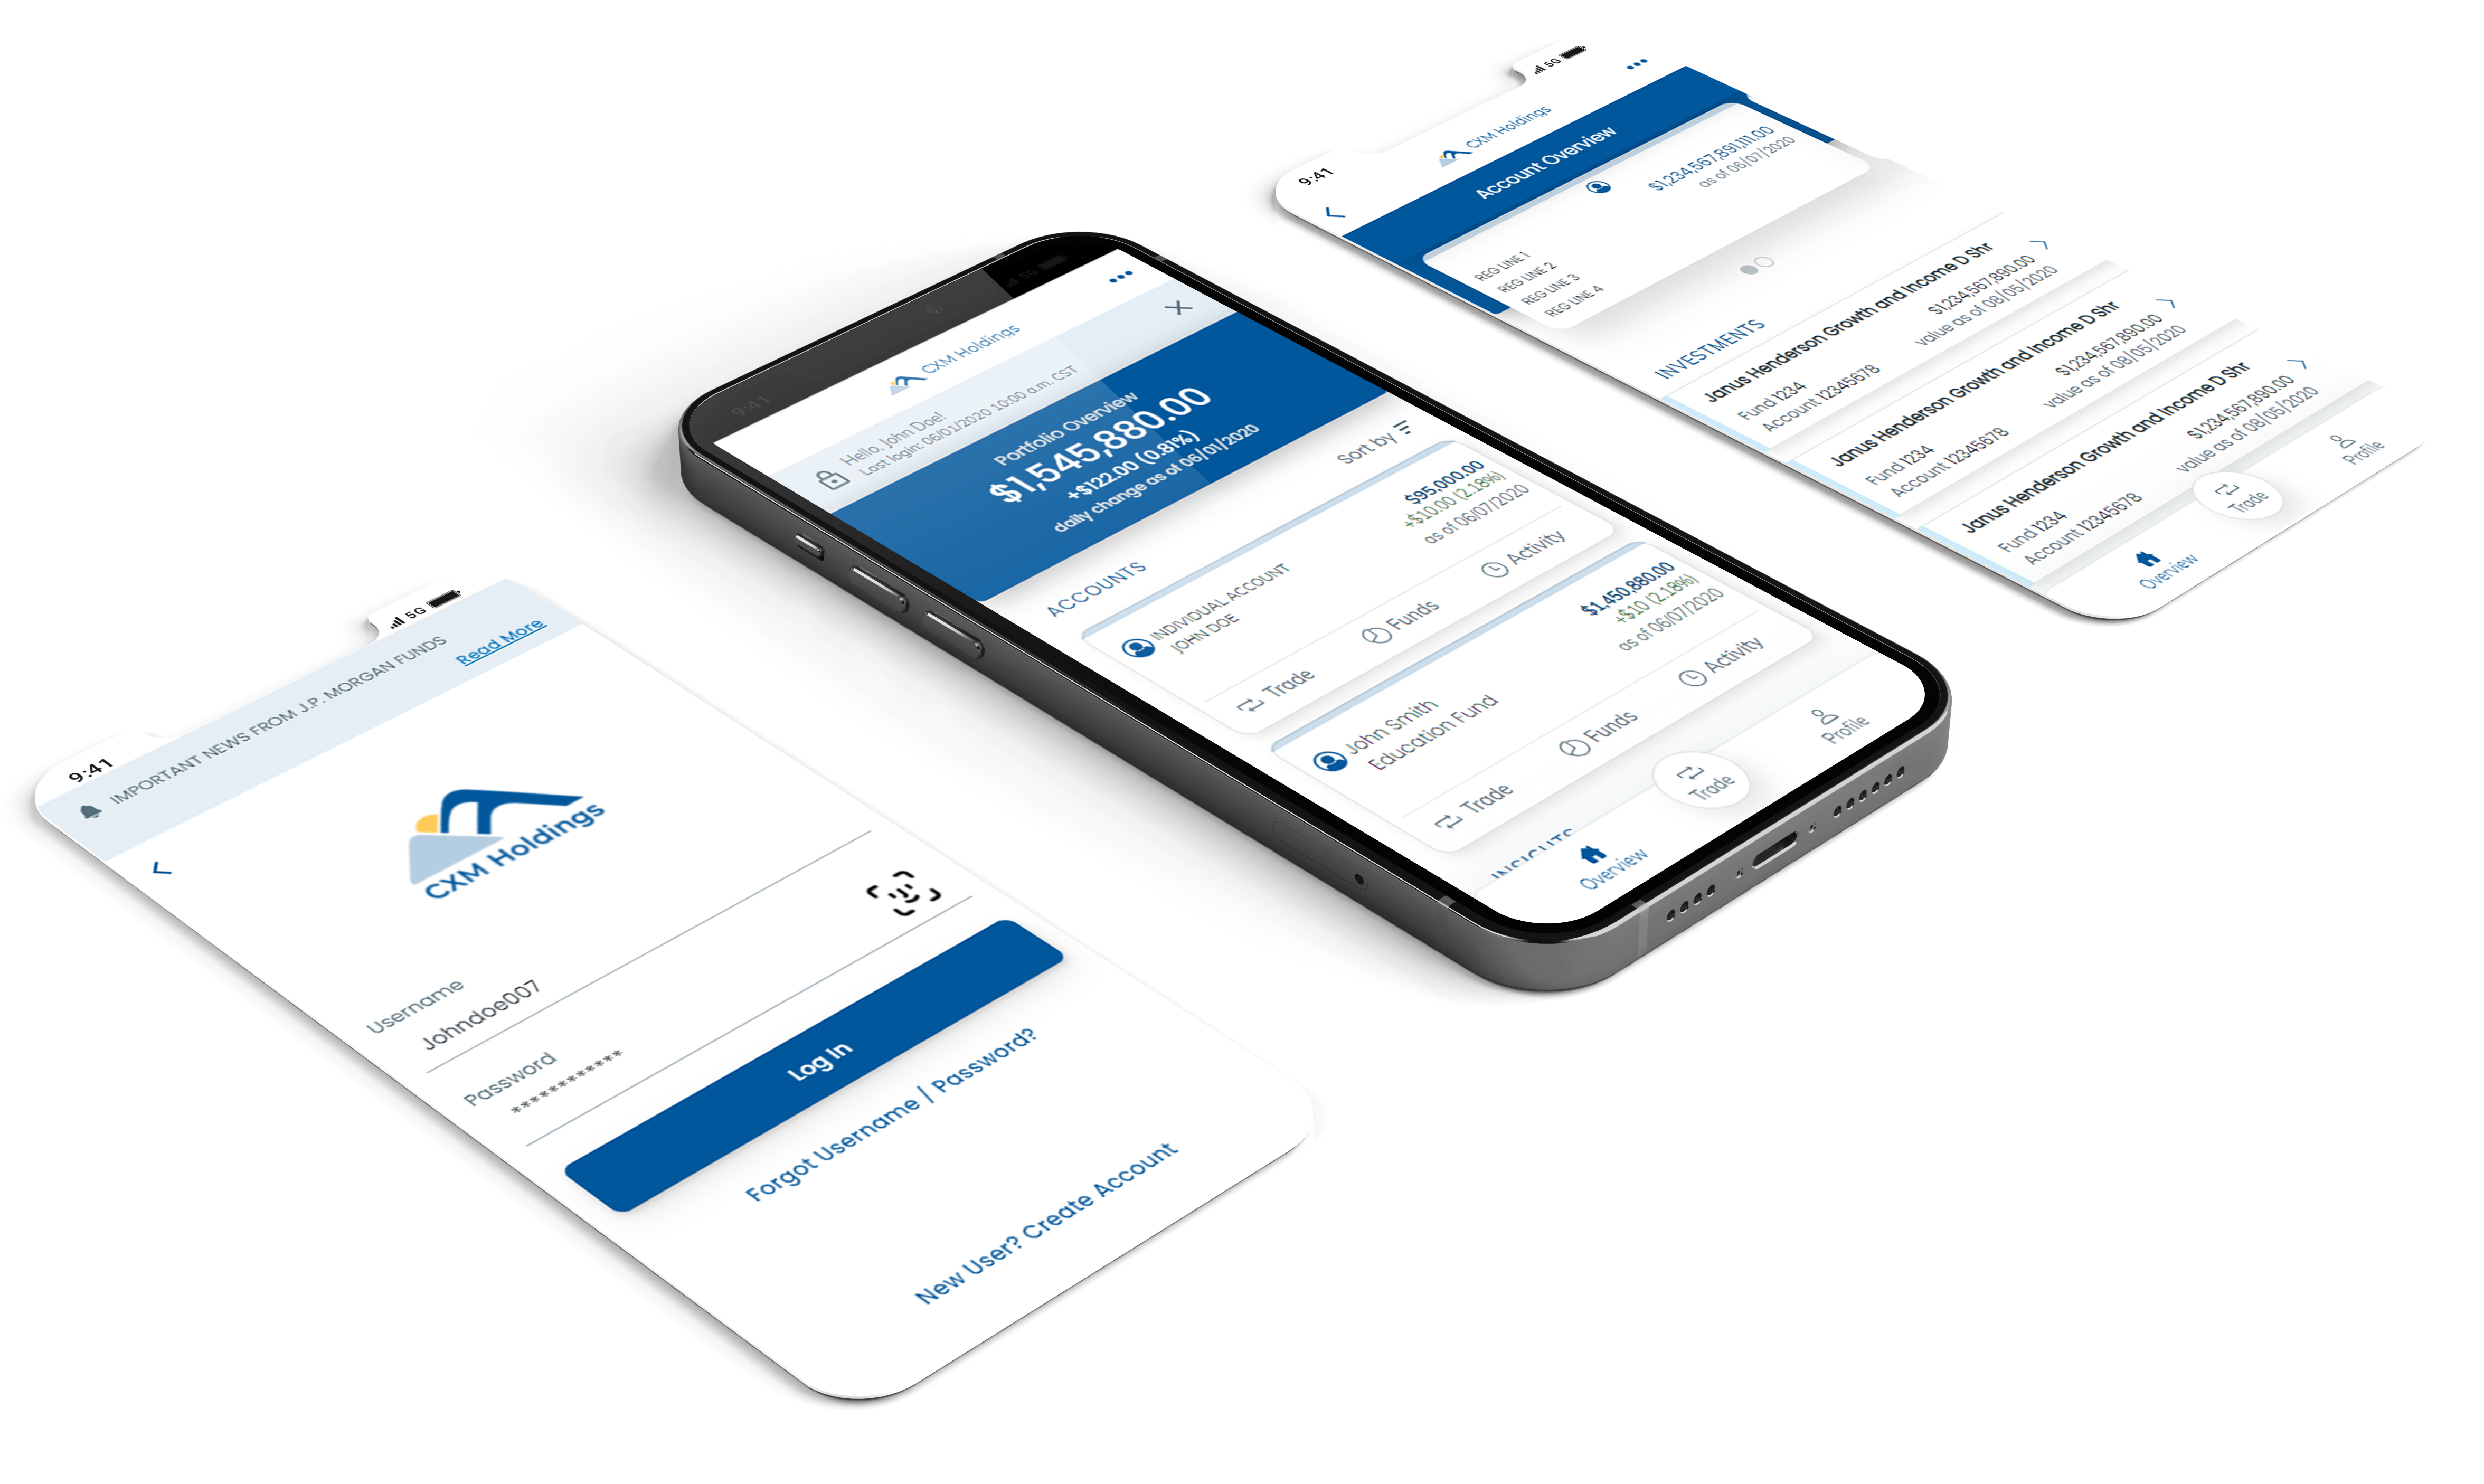 9:41
5G
IMPORTANT NEWS FROM J.P. MORGAN FUNDS
Read More
CXM Holdings
Username
Johndoe007
Password
************
Log In
Forgot Username / Password?
New User? Create Account
9:41
5G
CXM Holdings
Hello, John Doe!
Last login: 06/01/2020 10:00 a.m. CST
Portfolio Overview
$1,545,880.00
+$122.00 (0.81%)
daily change as of 06/01/2020
ACCOUNTS
Sort by
INDIVIDUAL ACCOUNT
JOHN DOE
$95,000.00
+$10.00 (2.18%)
as of 06/07/2020
Trade
Funds
Activity
John Smith
Education Fund
$1,450,880.00
+$10 (2.18%)
as of 06/07/2020
Trade
Funds
Activity
Overview
Trade
Profile
9:41
5G
CXM Holdings
Account Overview
$1,234,567,891,111.00
as of 06/07/2020
REG LINE 1
REG LINE 2
REG LINE 3
REG LINE 4
INVESTMENTS
Janus Henderson Growth and Income D Shr
Fund 1234
Account 12345678
$1,234,567,890.00
value as of 08/05/2020
Janus Henderson Growth and Income D Shr
Fund 1234
Account 12345678
$1,234,567,890.00
value as of 08/05/2020
Janus Henderson Growth and Income D Shr
Fund 1234
Account 12345678
$1,234,567,890.00
value as of 08/05/2020
Overview
Trade
Profile